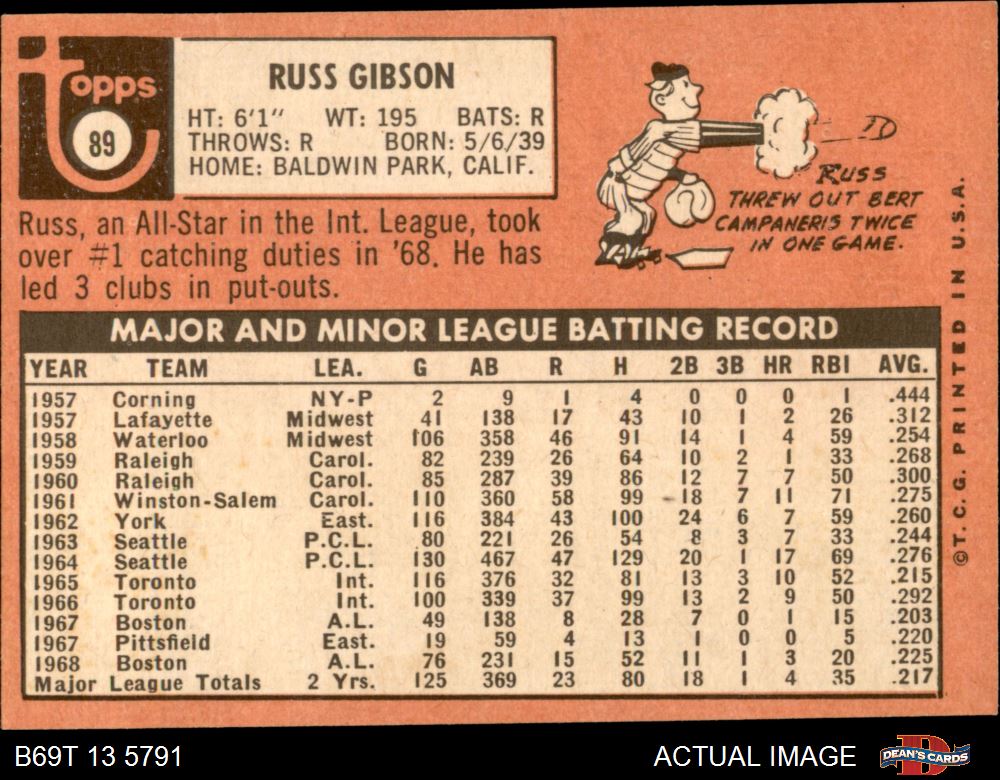 topps
89
RUSS GIBSON
HT: 6'1" WT: 195 BATS: R
THROWS: R BORN: 5/6/39
HOME: BALDWIN PARK, CALIF.
RUSS
THREW OUT BERT
CAMPANERIS TWICE
IN ONE GAME.
Russ, an All-Star in the Int. League, took
over #1 catching duties in '68. He has
led 3 clubs in put-outs.
MAJOR AND MINOR LEAGUE BATTING RECORD
YEAR TEAM LEA. G AB R H 2B 3B HR RBI AVG.
1957 Corning NY-P 2 9 1 4 0 0 0 1 .444
1957 Lafayette Midwest 41 138 17 43 10 1 2 26 .312
1958 Waterloo Midwest 106 358 46 91 14 1 4 59 .254
1959 Raleigh Carol. 82 239 26 64 10 2 1 33 .268
1960 Raleigh Carol. 85 287 39 86 12 7 7 50 .300
1961 Winston-Salem Carol. 110 360 58 99 18 7 11 71 .275
1962 York East. 116 384 43 100 24 6 7 59 .260
1963 Seattle P.C.L. 80 221 26 54 8 3 7 33 .244
1964 Seattle P.C.L. 130 467 47 129 20 1 17 69 .276
1965 Toronto Int. 116 376 32 81 13 3 10 52 .215
1966 Toronto Int. 100 339 37 99 13 2 9 50 .292
1967 Boston A.L. 49 138 8 28 7 0 1 15 .203
1967 Pittsfield East. 19 59 4 13 1 0 0 5 .220
1968 Boston A.L. 76 231 15 52 11 1 3 20 .225
Major League Totals 2 Yrs. 125 369 23 80 18 1 4 35 .217
©T.C.G. PRINTED IN U.S.A.
B69T 13 5791
ACTUAL IMAGE
DEAN'S CARDS